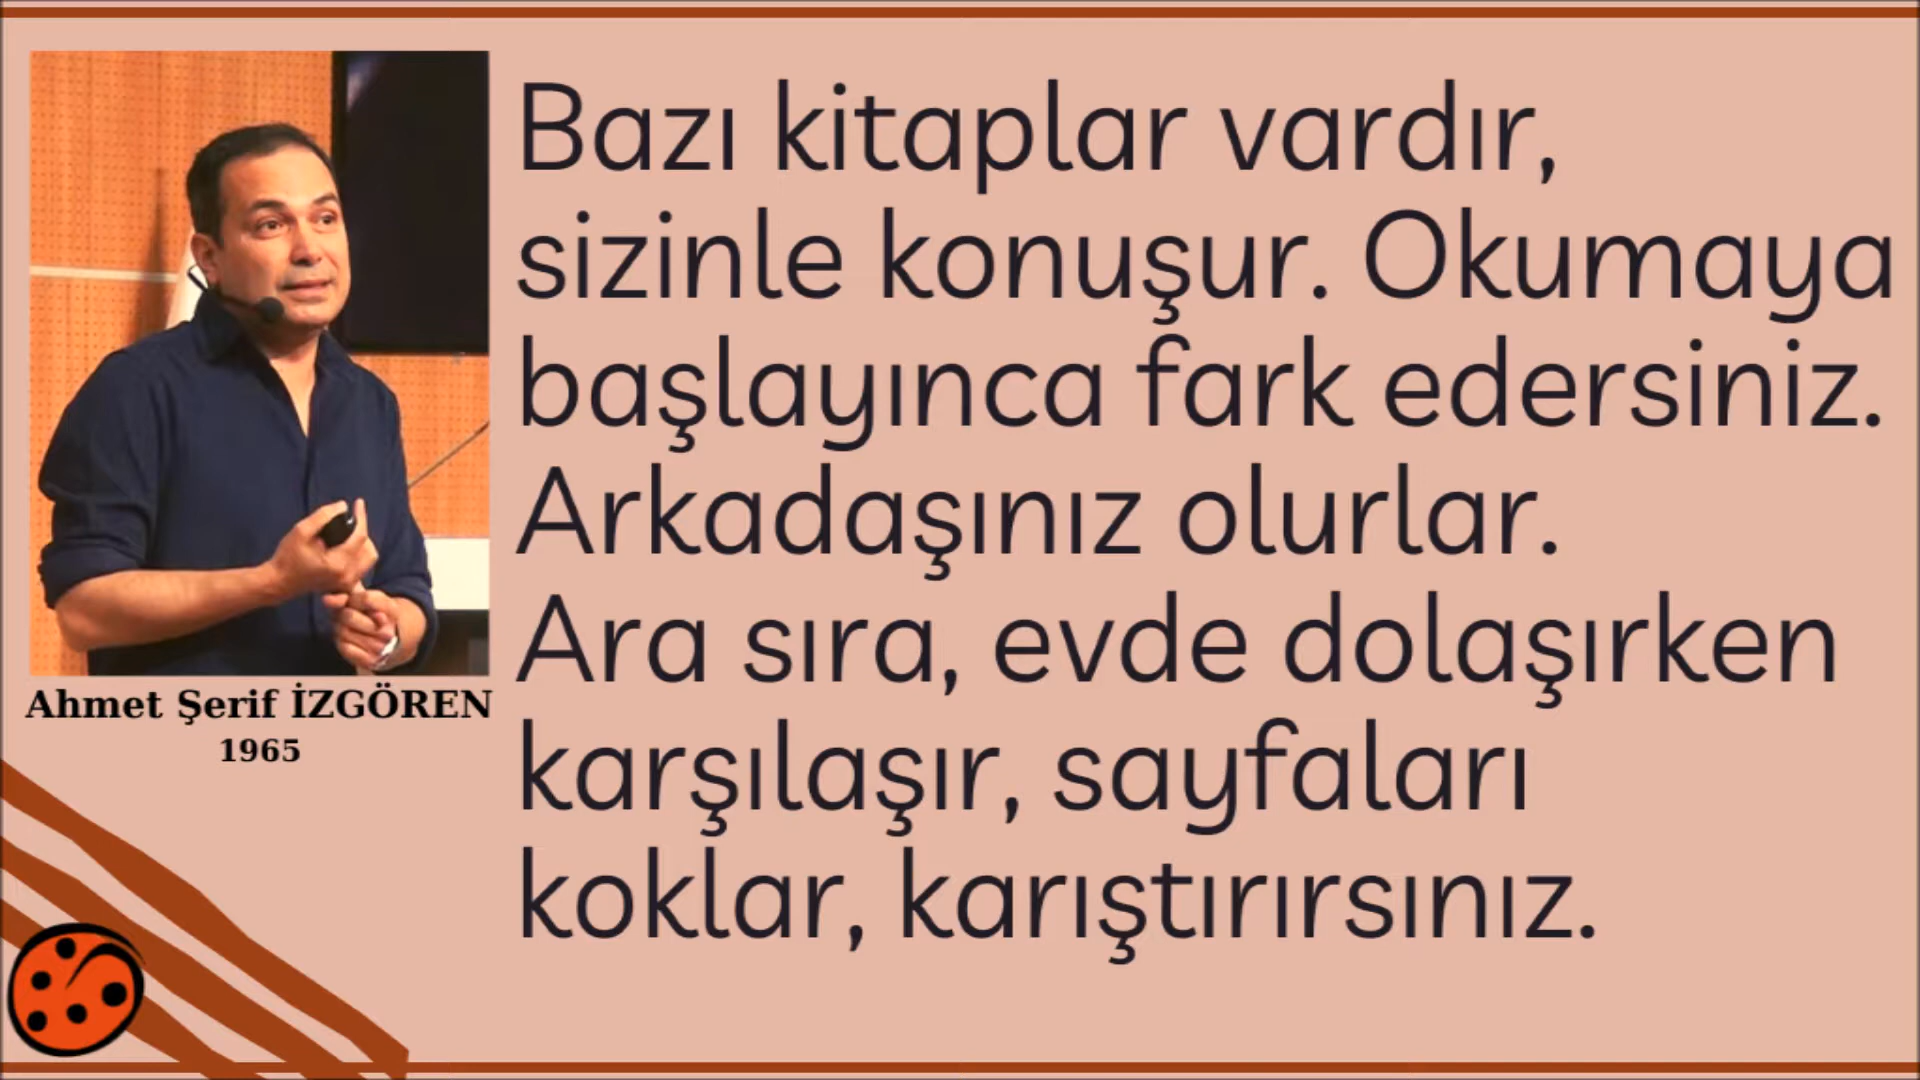 Bazı kitaplar vardır,
sizinle konuşur. Okumaya
başlayınca fark edersiniz.
Arkadaşınız olurlar.
Ara sıra, evde dolaşırken
karşılaşır, sayfaları
koklar, karıştırırsınız.
Ahmet Şerif İZGÖREN
1965